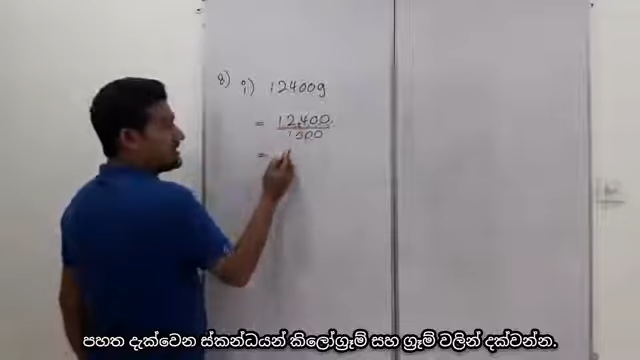 8) i) 12400g
= 12400
1000
=
පහත දැක්වෙන ස්කන්ධයන් කිලෝග්‍රෑම් සහ ග්‍රෑම් වලින් දක්වන්න.